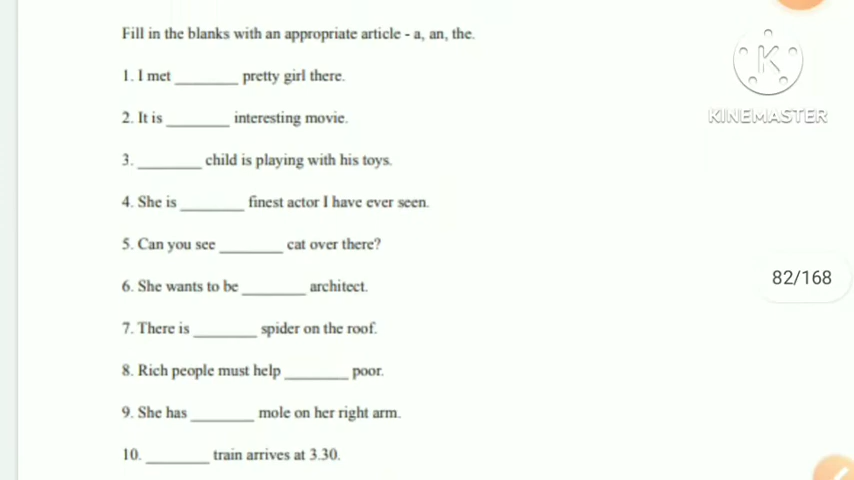 Fill in the blanks with an appropriate article - a, an, the.
1. I met ________ pretty girl there.
KINEMASTER
2. It is ________ interesting movie.
3. ________ child is playing with his toys.
4. She is ________ finest actor I have ever seen.
5. Can you see ________ cat over there?
82/168
6. She wants to be ________ architect.
7. There is ________ spider on the roof.
8. Rich people must help ________ poor.
9. She has ________ mole on her right arm.
10. ________ train arrives at 3.30.